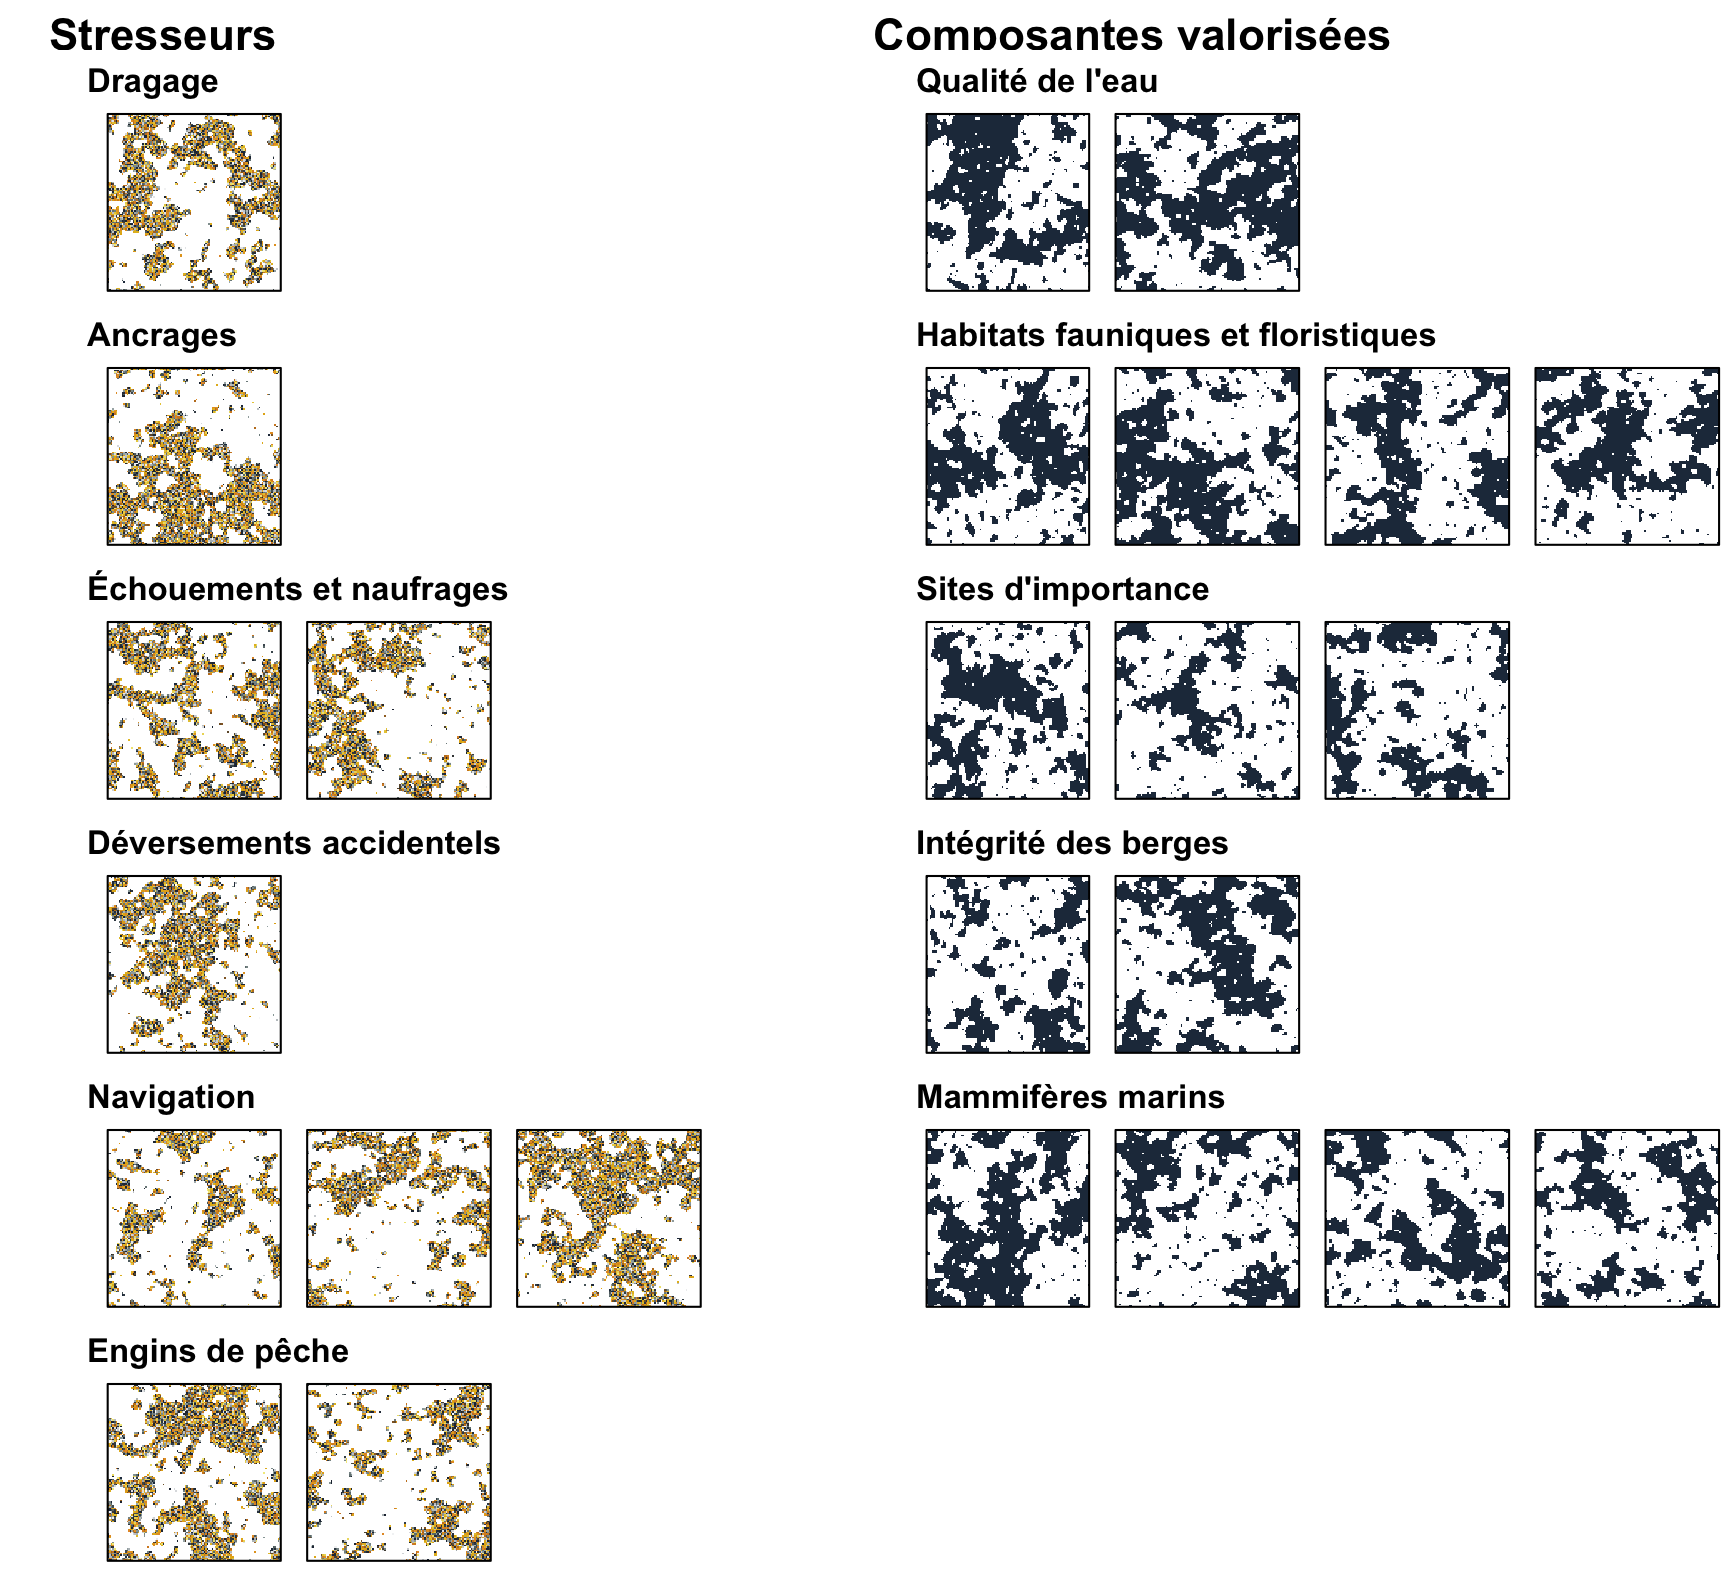 Stresseurs
Dragage
Ancrages
Échouements et naufrages
Déversements accidentels
Navigation
Engins de pêche
Composantes valorisées
Qualité de l'eau
Habitats fauniques et floristiques
Sites d'importance
Intégrité des berges
Mammifères marins